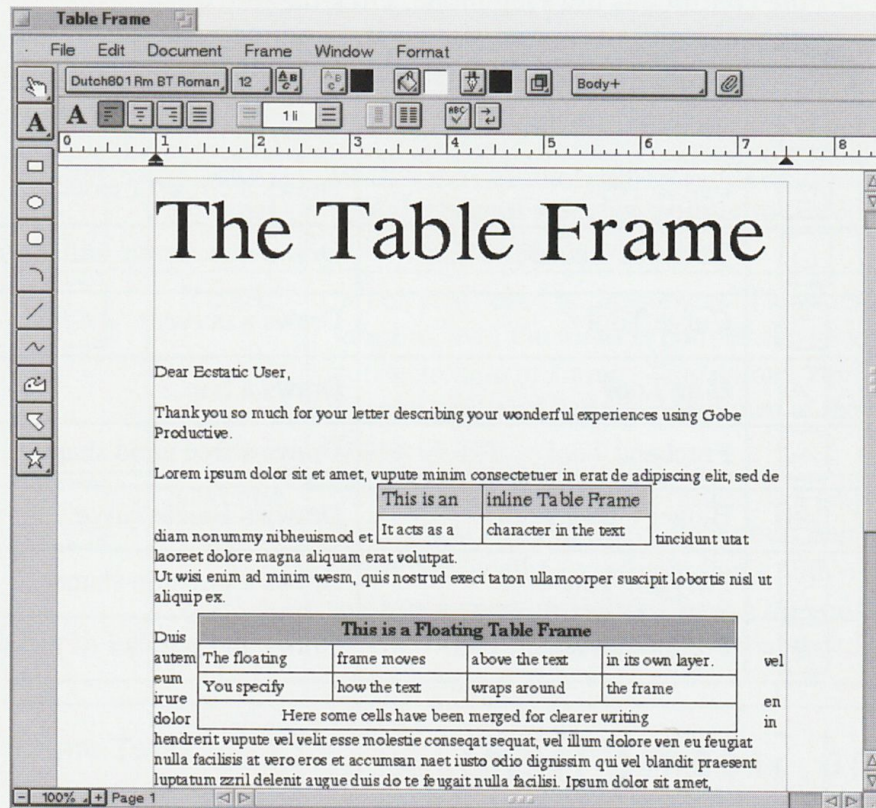 Table Frame
File Edit Document Frame Window Format
Dutch801 Rm BT Roman 12 A B C A B C Body+
A A 1 li ABC
0 1 2 3 4 5 6 7 8
The Table Frame
Dear Ecstatic User,
Thank you so much for your letter describing your wonderful experiences using Gobe
Productive.
Lorem ipsum dolor sit et amet, vupute minim consectetuer in erat de adipiscing elit, sed de
This is an inline Table Frame
It acts as a character in the text
diam nonummy nibheuismod et tincidunt utat
laoreet dolore magna aliquam erat volutpat.
Ut wisi enim ad minim wesm, quis nostrud execi taton ullamcorper suscipit lobortis nisl ut
aliquip ex.
This is a Floating Table Frame
Duis
autem The floating frame moves above the text in its own layer. vel
eum
You specify how the text wraps around the frame
irure en
dolor Here some cells have been merged for clearer writing in
hendrerit vupute vel velit esse molestie conseqat sequat, vel illum dolore ven eu feugiat
nulla facilisis at vero eros et accumsan naet iusto odio dignissim qui vel blandit praesent
luptatum zzril delenit augue duis do te feugait nulla facilisi. Ipsum dolor sit amet,
100% Page 1